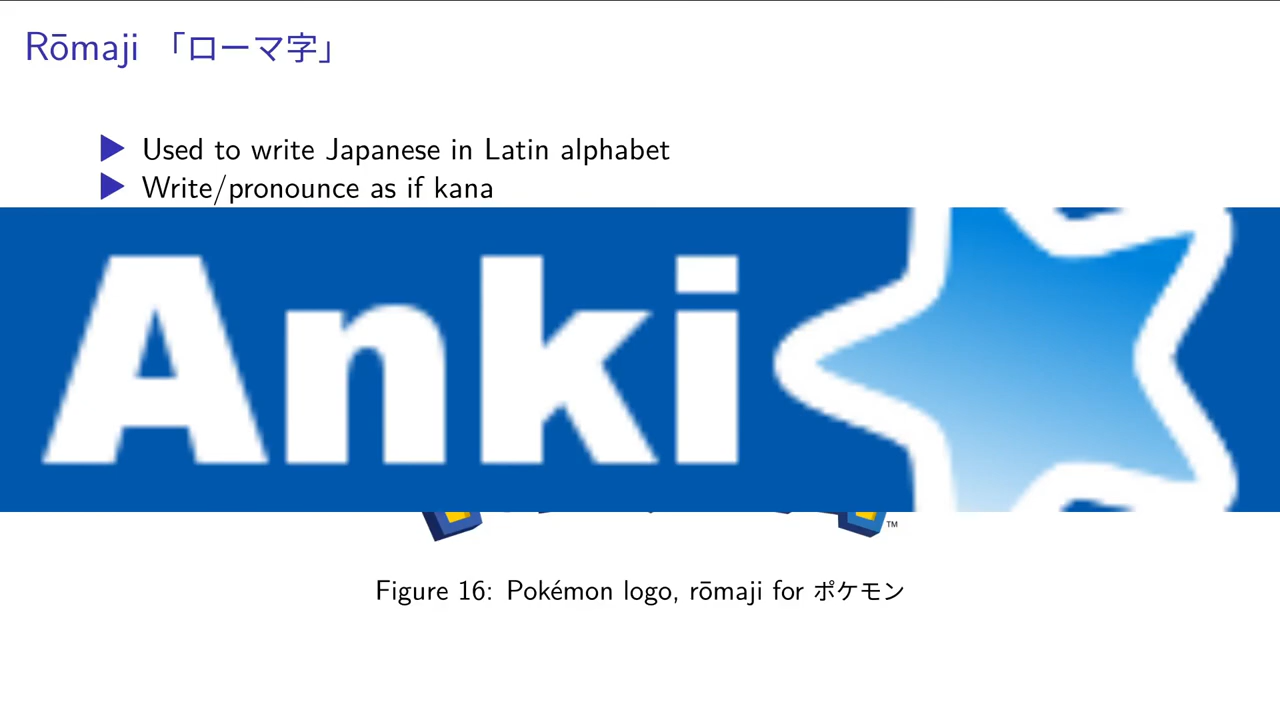 Rōmaji 「ローマ字」
▶ Used to write Japanese in Latin alphabet
▶ Write/pronounce as if kana
Anki
™
Figure 16: Pokémon logo, rōmaji for ポケモン